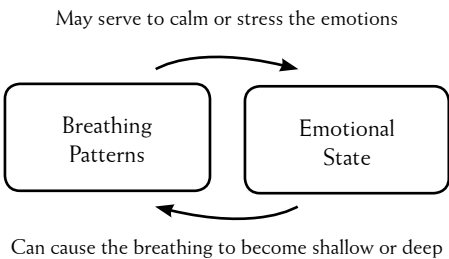 May serve to calm or stress the emotions
Breathing
Patterns
Emotional
State
Can cause the breathing to become shallow or deep